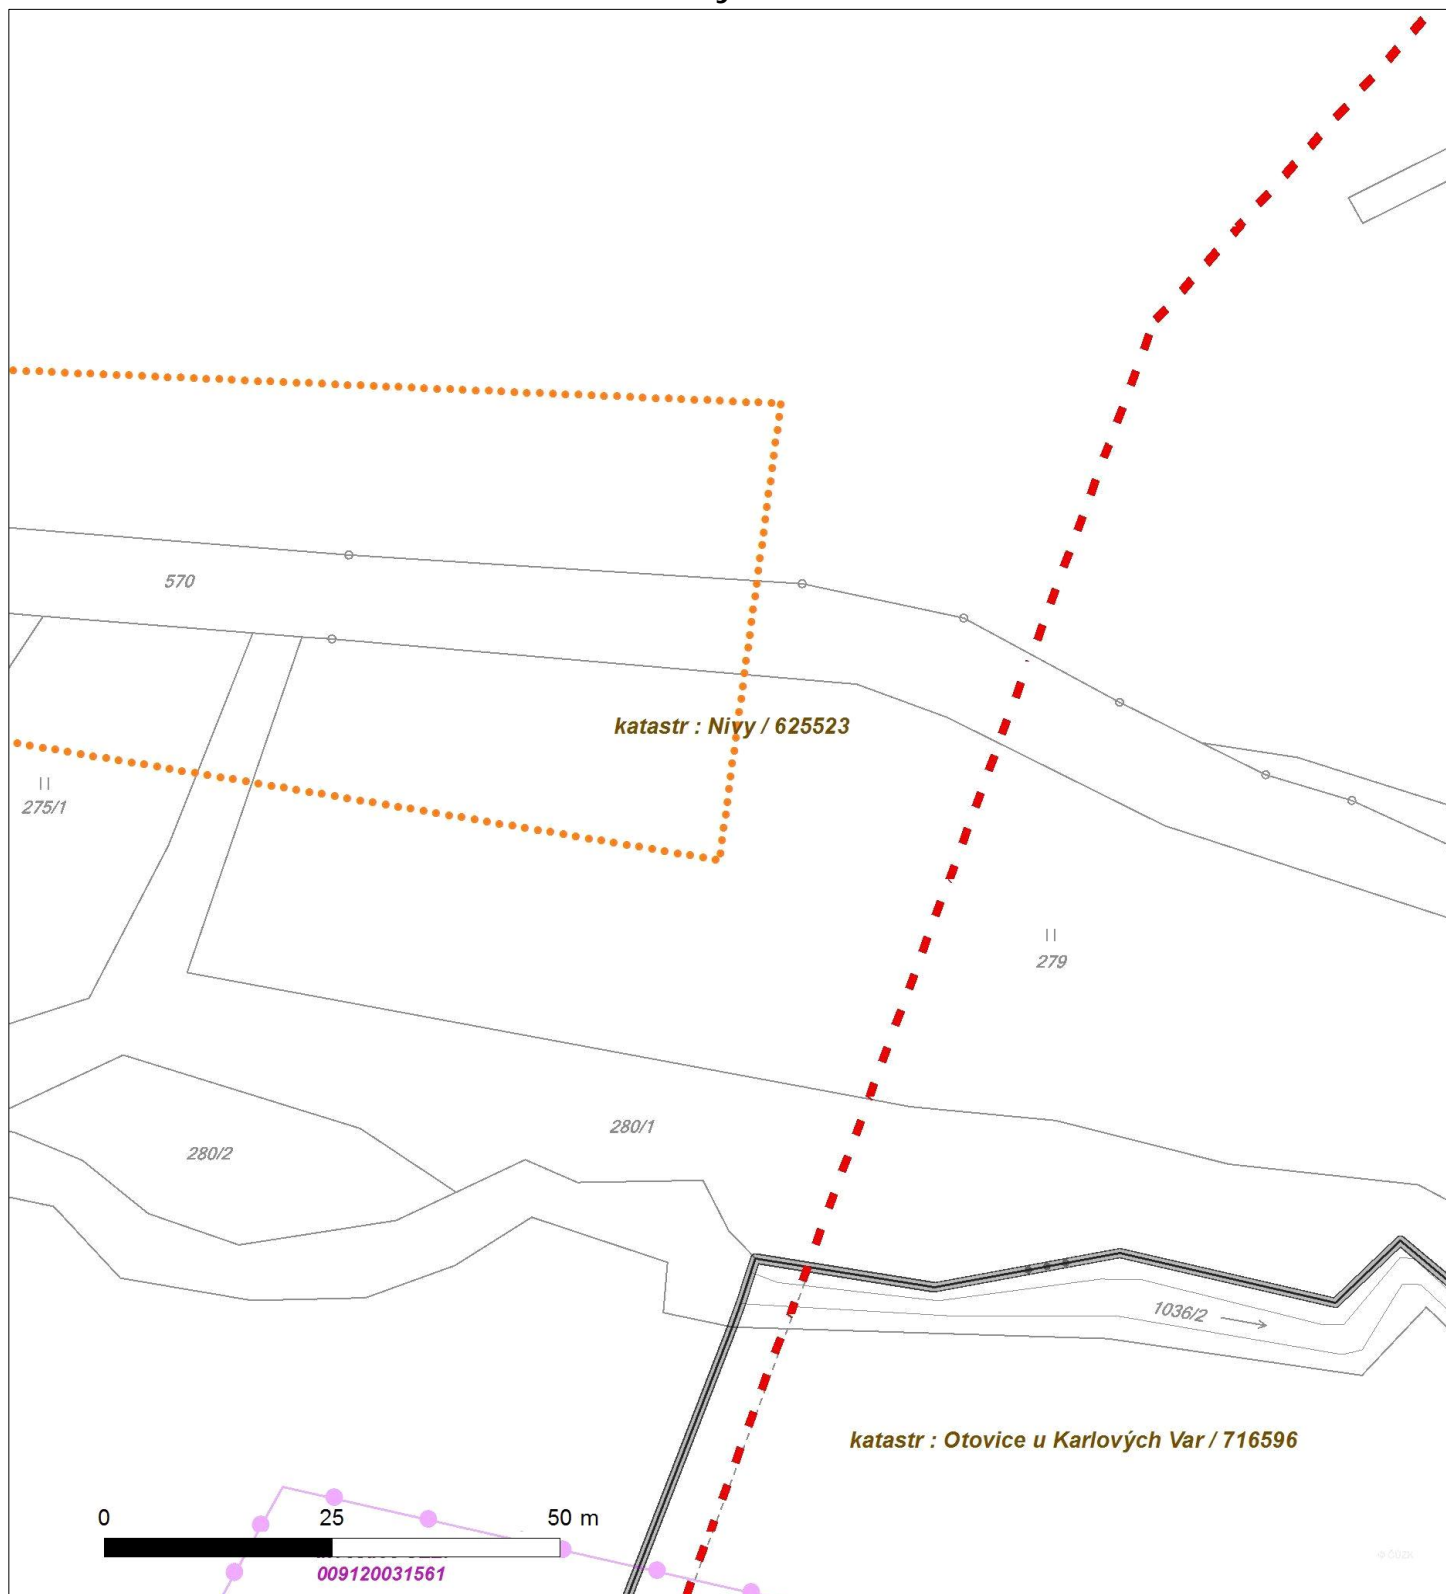 570
katastr : Nivy / 625523
275/1
279
280/1
280/2
1036/2
katastr : Otovice u Karlových Var / 716596
0 25 50 m
009120031561
© ČÚZK